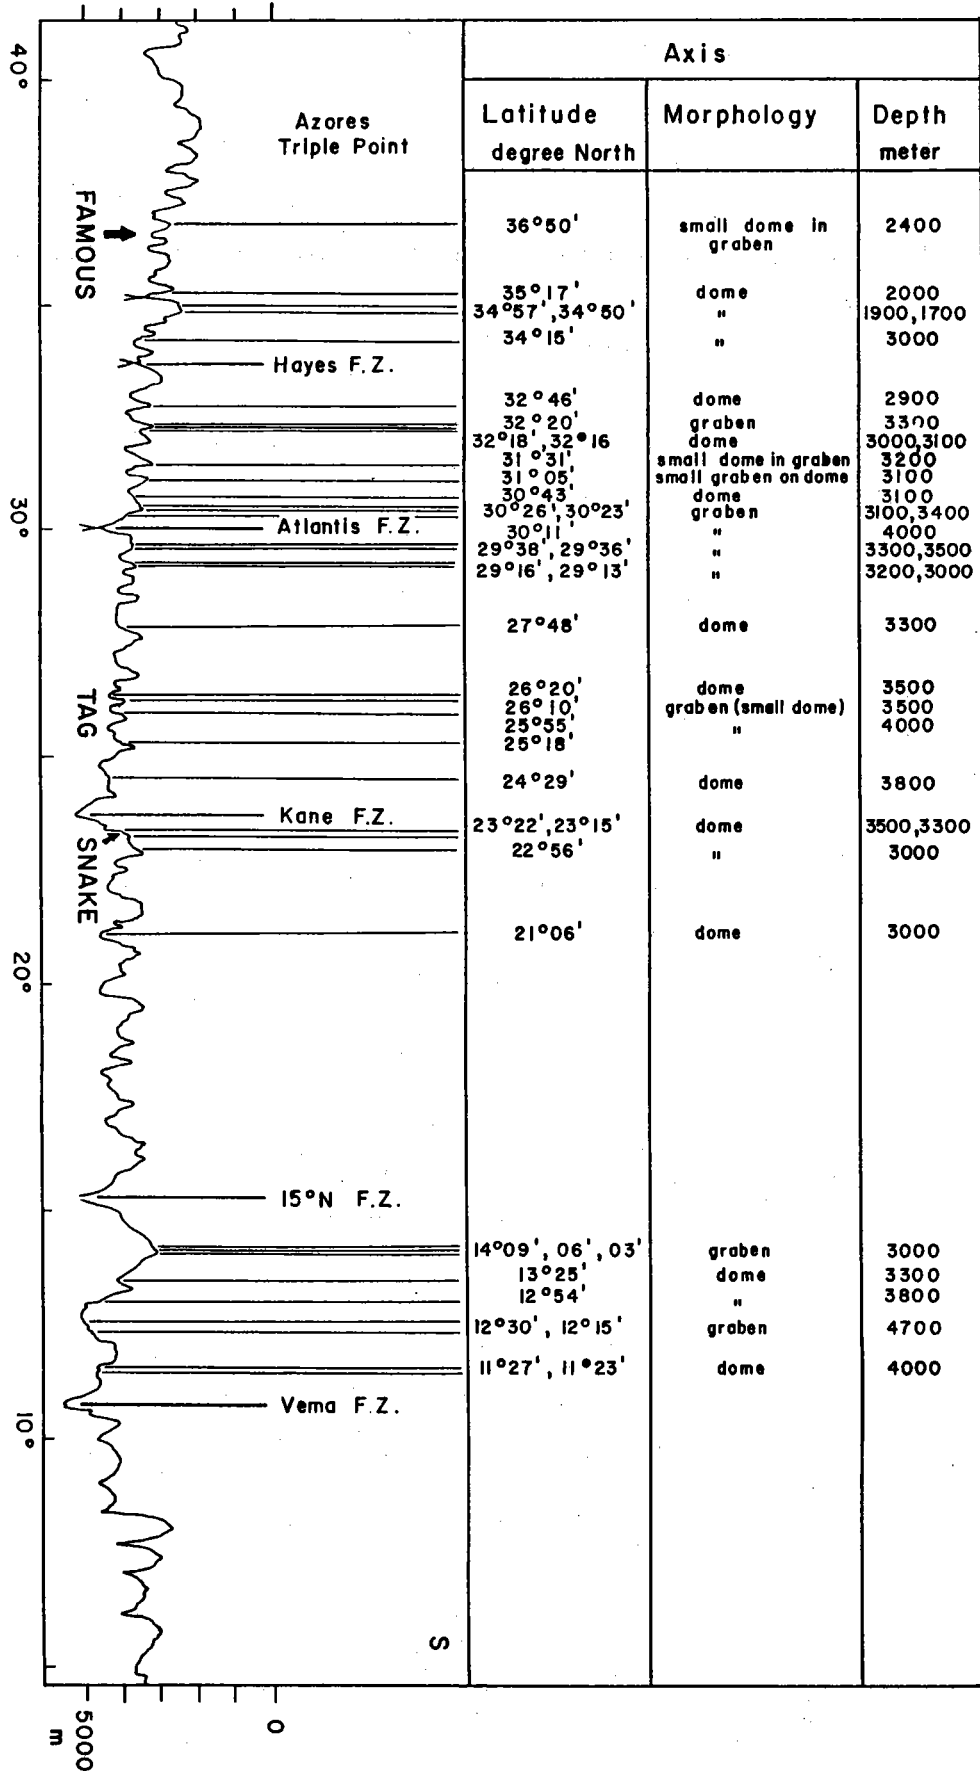 Axis
Latitude Morphology Depth
degree North meter
40°
Azores
Triple Point
FAMOUS
36°50' small dome in 2400
graben
35°17' dome 2000
34°57', 34°50' " 1900,1700
34°15' " 3000
Hayes F.Z.
32°46' dome 2900
32°20' graben 3300
32°18', 32°16 dome 3000,3100
31°31' small dome in graben 3200
31°05' small graben on dome 3100
30°43' dome 3100
30°26', 30°23' graben 3100,3400
30°
Atlantis F.Z.
30°11' " 4000
29°38', 29°36' " 3300,3500
29°16', 29°13' " 3200,3000
27°48' dome 3300
TAG
26°20' dome 3500
26°10' graben (small dome) 3500
25°55' " 4000
25°18'
24°29' dome 3800
Kane F.Z.
23°22', 23°15' dome 3500,3300
SNAKE
22°56' " 3000
21°06' dome 3000
20°
15°N F.Z.
14°09', 06', 03' graben 3000
13°25' dome 3300
12°54' " 3800
12°30', 12°15' graben 4700
11°27', 11°23' dome 4000
Vema F.Z.
10°
S
5000
m
0